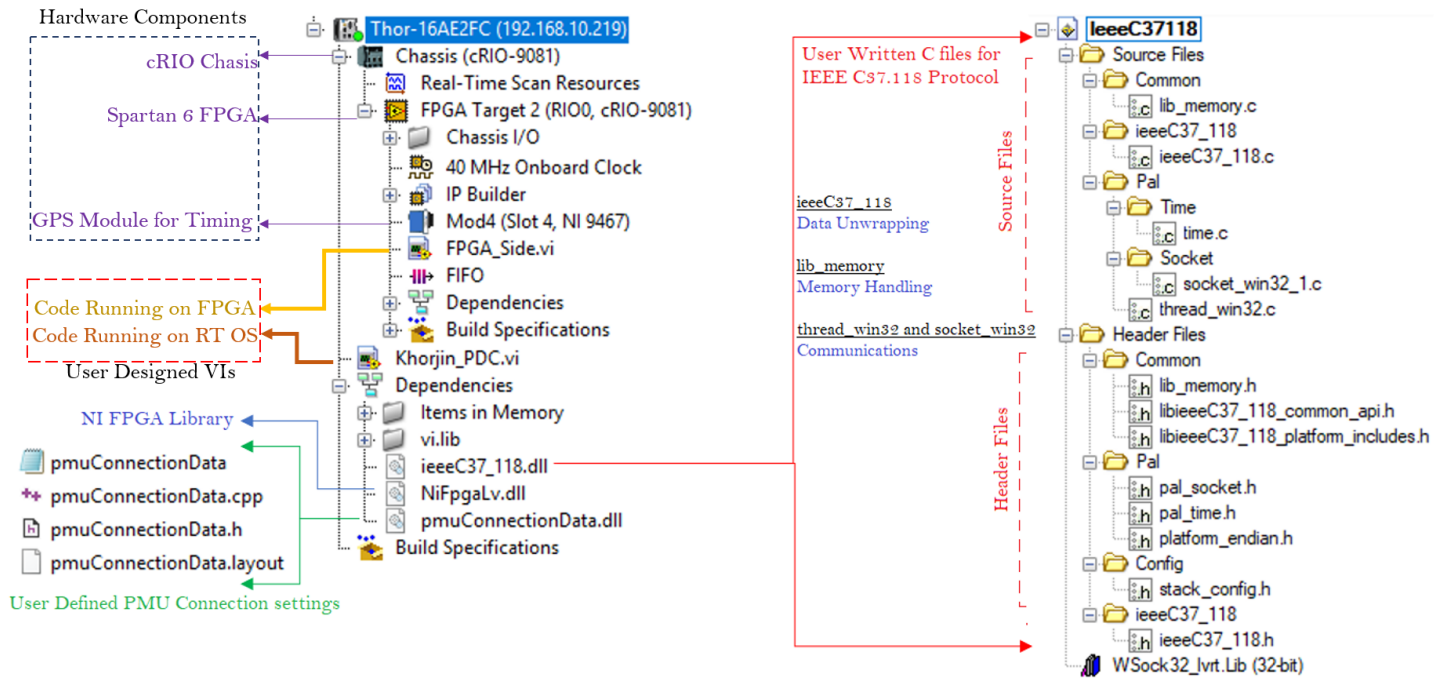 Hardware Components
cRIO Chasis
Spartan 6 FPGA
GPS Module for Timing
Code Running on FPGA
Code Running on RT OS
User Designed VIs
NI FPGA Library
pmuConnectionData
pmuConnectionData.cpp
pmuConnectionData.h
pmuConnectionData.layout
User Defined PMU Connection settings
Thor-16AE2FC (192.168.10.219)
Chassis (cRIO-9081)
Real-Time Scan Resources
FPGA Target 2 (RIO0, cRIO-9081)
Chassis I/O
40 MHz Onboard Clock
IP Builder
Mod4 (Slot 4, NI 9467)
FPGA_Side.vi
FIFO
Dependencies
Build Specifications
Khorjin_PDC.vi
Dependencies
Items in Memory
vi.lib
ieeeC37_118.dll
NiFpgaLv.dll
pmuConnectionData.dll
Build Specifications
User Written C files for
IEEE C37.118 Protocol
Source Files
ieeeC37_118
Data Unwrapping
lib_memory
Memory Handling
thread_win32 and socket_win32
Communications
Header Files
IeeeC37118
Source Files
Common
lib_memory.c
ieeeC37_118
ieeeC37_118.c
Pal
Time
time.c
Socket
socket_win32_1.c
thread_win32.c
Header Files
Common
lib_memory.h
libieeeC37_118_common_api.h
libieeeC37_118_platform_includes.h
Pal
pal_socket.h
pal_time.h
platform_endian.h
Config
stack_config.h
ieeeC37_118
ieeeC37_118.h
WSock32_lvrt.Lib (32-bit)